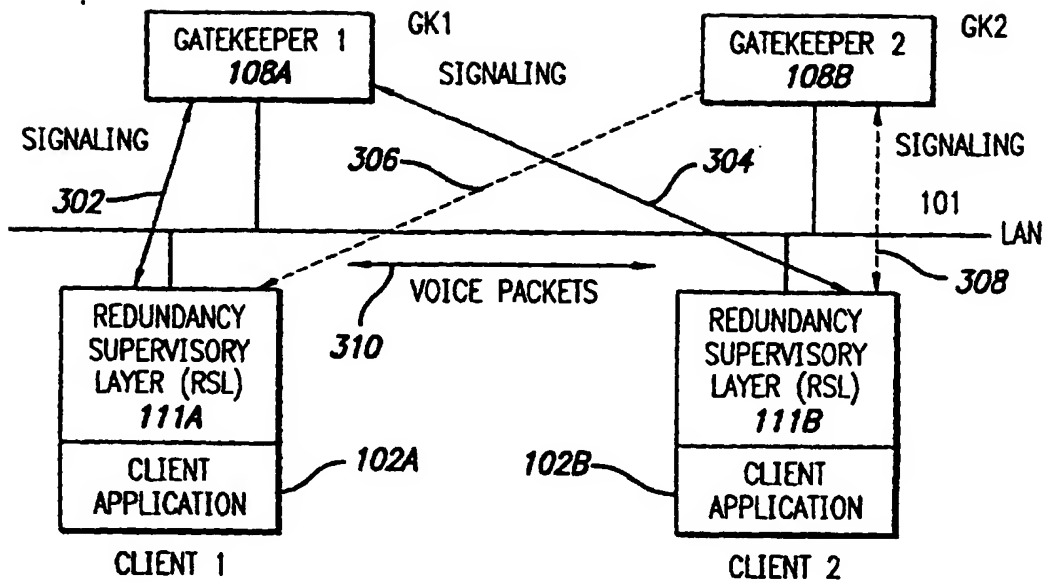 GK1
GATEKEEPER 1
108A
GK2
GATEKEEPER 2
108B
SIGNALING
SIGNALING
SIGNALING
306
304
302
101
LAN
VOICE PACKETS
308
310
REDUNDANCY
SUPERVISORY
LAYER (RSL)
111A
CLIENT
APPLICATION
102A
CLIENT 1
REDUNDANCY
SUPERVISORY
LAYER (RSL)
111B
102B
CLIENT
APPLICATION
CLIENT 2